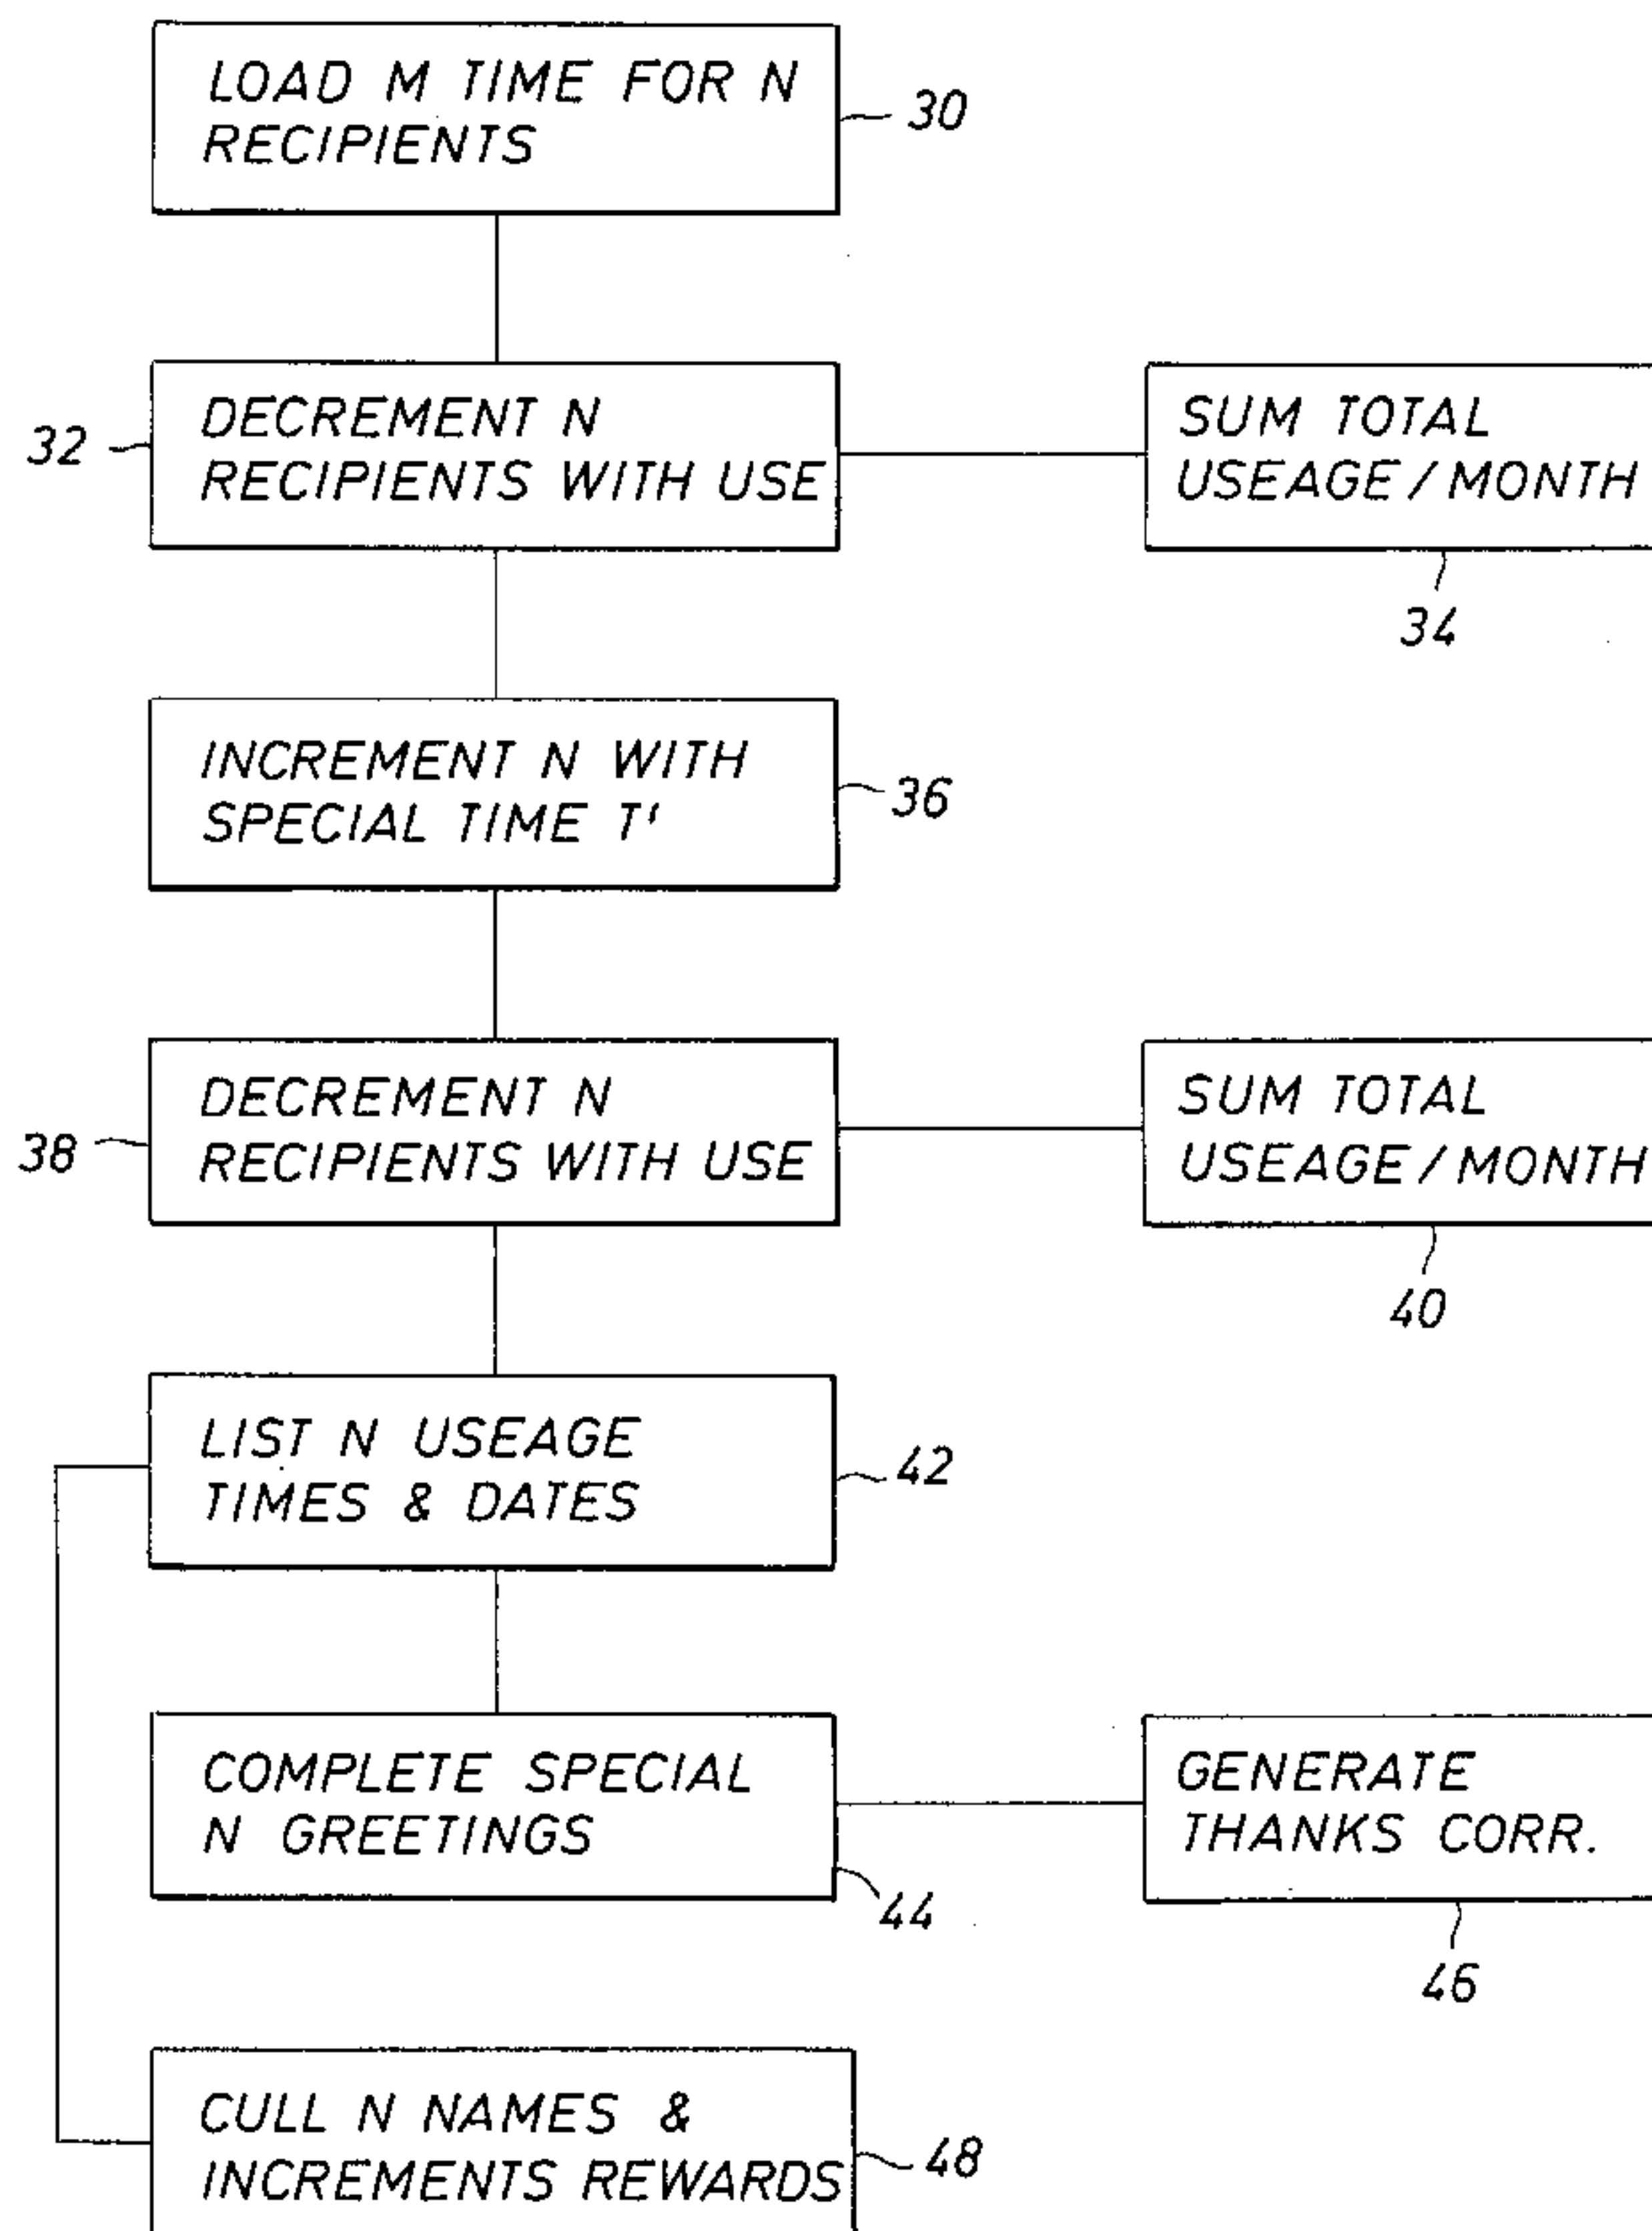 LOAD M TIME FOR N
RECIPIENTS
30
DECREMENT N
RECIPIENTS WITH USE
32
SUM TOTAL
USEAGE/MONTH
34
INCREMENT N WITH
SPECIAL TIME T'
36
DECREMENT N
RECIPIENTS WITH USE
38
SUM TOTAL
USEAGE/MONTH
40
LIST N USEAGE
TIMES & DATES
42
COMPLETE SPECIAL
N GREETINGS
44
GENERATE
THANKS CORR.
46
CULL N NAMES &
INCREMENTS REWARDS
48